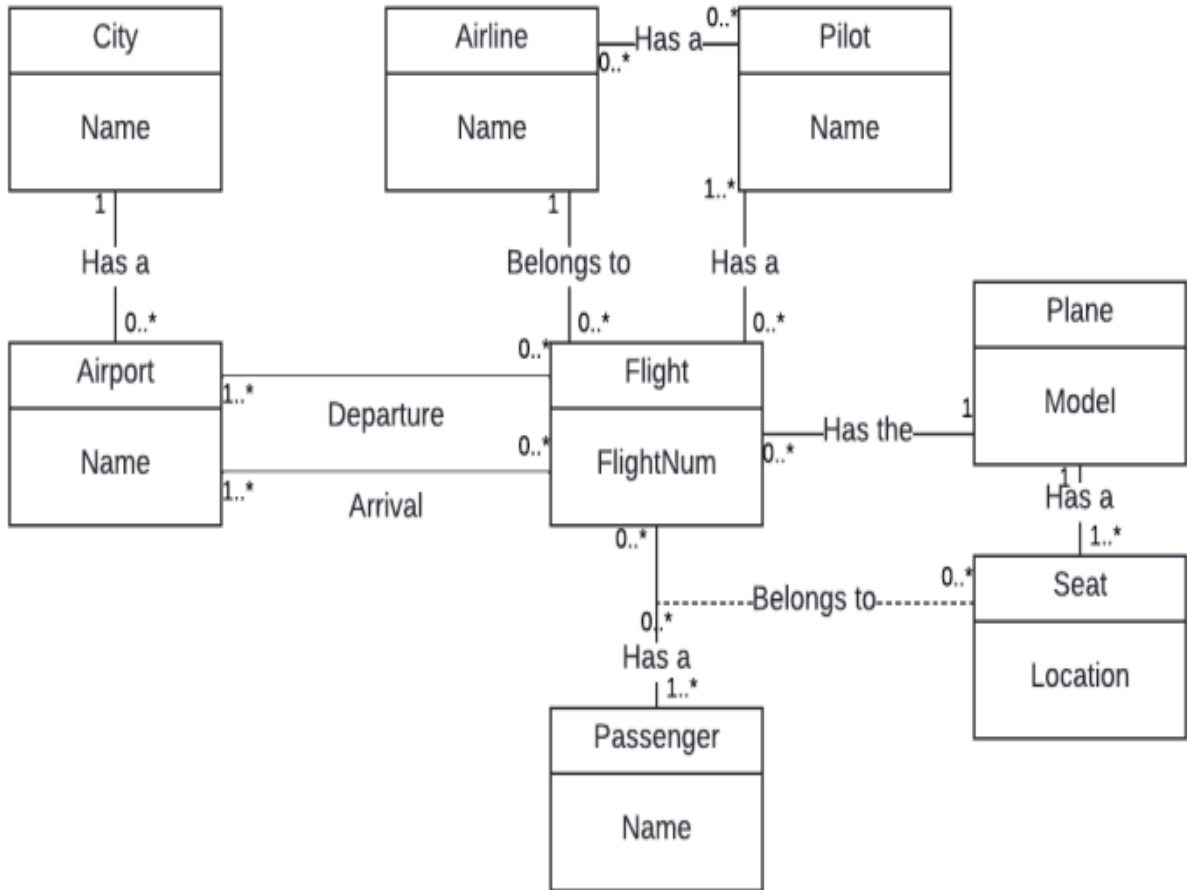 City
Name
1
Has a
0..*
Airport
Name
Airline
Name
0..*
Has a
0..*
Pilot
Name
1
Belongs to
0..*
1..*
Has a
0..*
1..*
Departure
0..*
1..*
Arrival
0..*
Flight
FlightNum
0..*
Has the
1
Plane
Model
1
Has a
1..*
Seat
Location
0..*
0..*
Belongs to
0..*
Has a
1..*
Passenger
Name